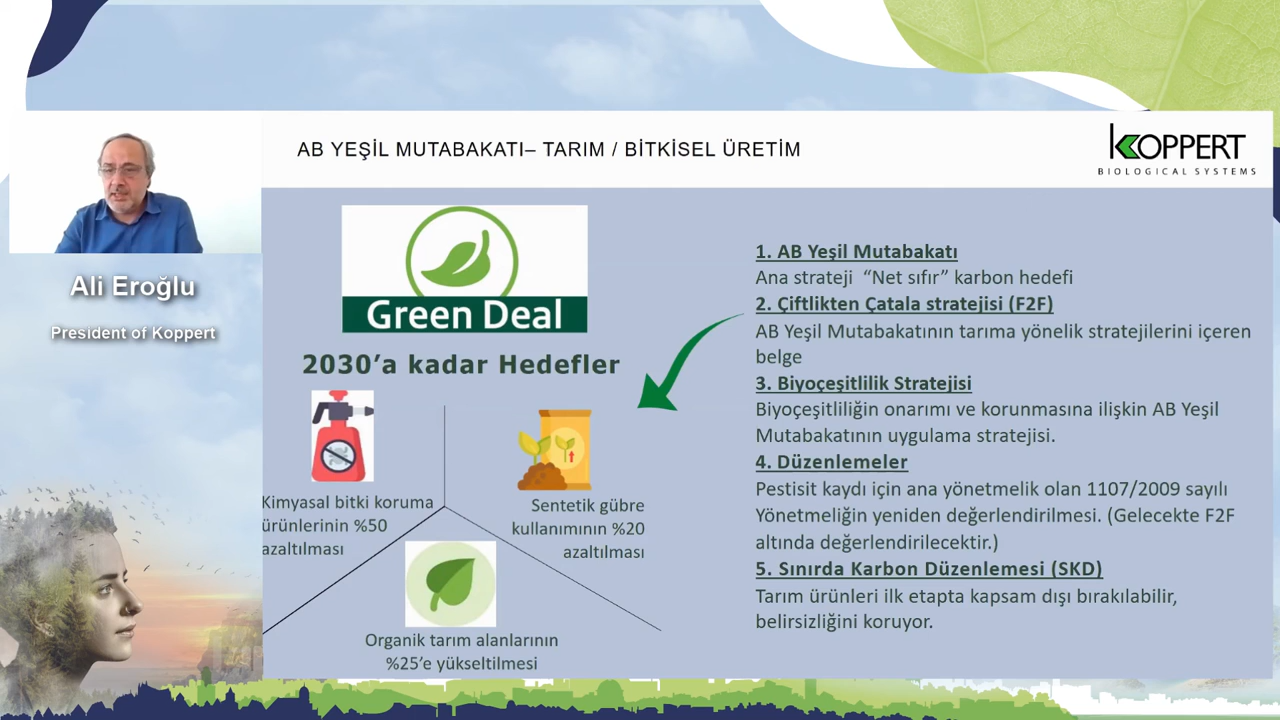 AB YEŞİL MUTABAKATI– TARIM / BİTKİSEL ÜRETİM
KOPPERT
BIOLOGICAL SYSTEMS
Ali Eroğlu
President of Koppert
Green Deal
2030’a kadar Hedefler
Kimyasal bitki koruma
ürünlerinin %50
azaltılması
Sentetik gübre
kullanımının %20
azaltılması
Organik tarım alanlarının
%25’e yükseltilmesi
1. AB Yeşil Mutabakatı
Ana strateji “Net sıfır” karbon hedefi
2. Çiftlikten Çatala stratejisi (F2F)
AB Yeşil Mutabakatının tarıma yönelik stratejilerini içeren
belge
3. Biyoçeşitlilik Stratejisi
Biyoçeşitliliğin onarımı ve korunmasına ilişkin AB Yeşil
Mutabakatının uygulama stratejisi.
4. Düzenlemeler
Pestisit kaydı için ana yönetmelik olan 1107/2009 sayılı
Yönetmeliğin yeniden değerlendirilmesi. (Gelecekte F2F
altında değerlendirilecektir.)
5. Sınırda Karbon Düzenlemesi (SKD)
Tarım ürünleri ilk etapta kapsam dışı bırakılabilir,
belirsizliğini koruyor.